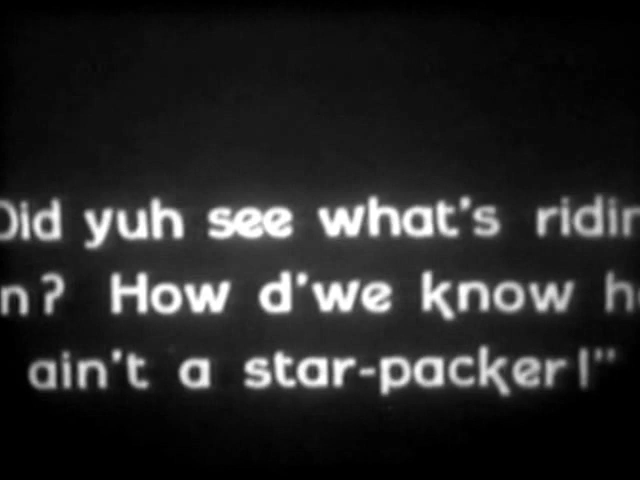 Did yuh see what's ridin
n? How d'we know h
ain't a star-packer!"